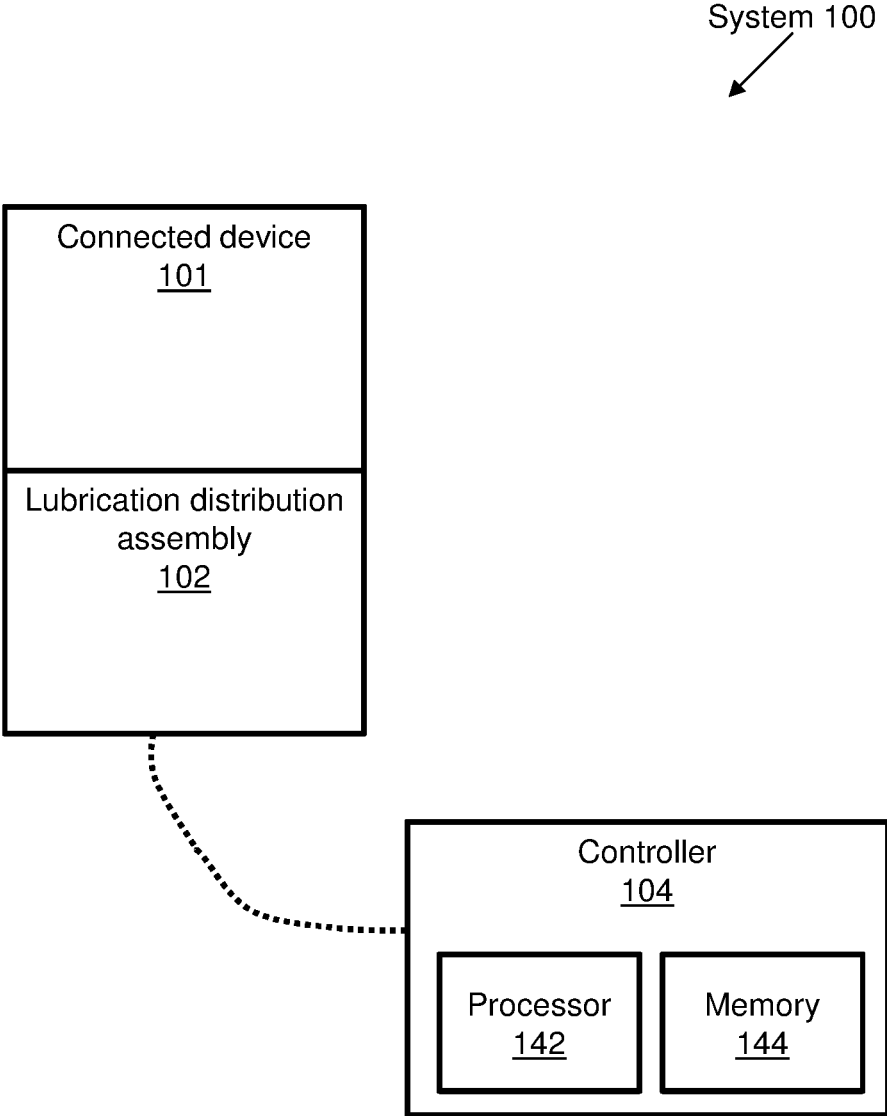 System 100
Connected device
101
Lubrication distribution
assembly
102
Controller
104
Processor
142
Memory
144